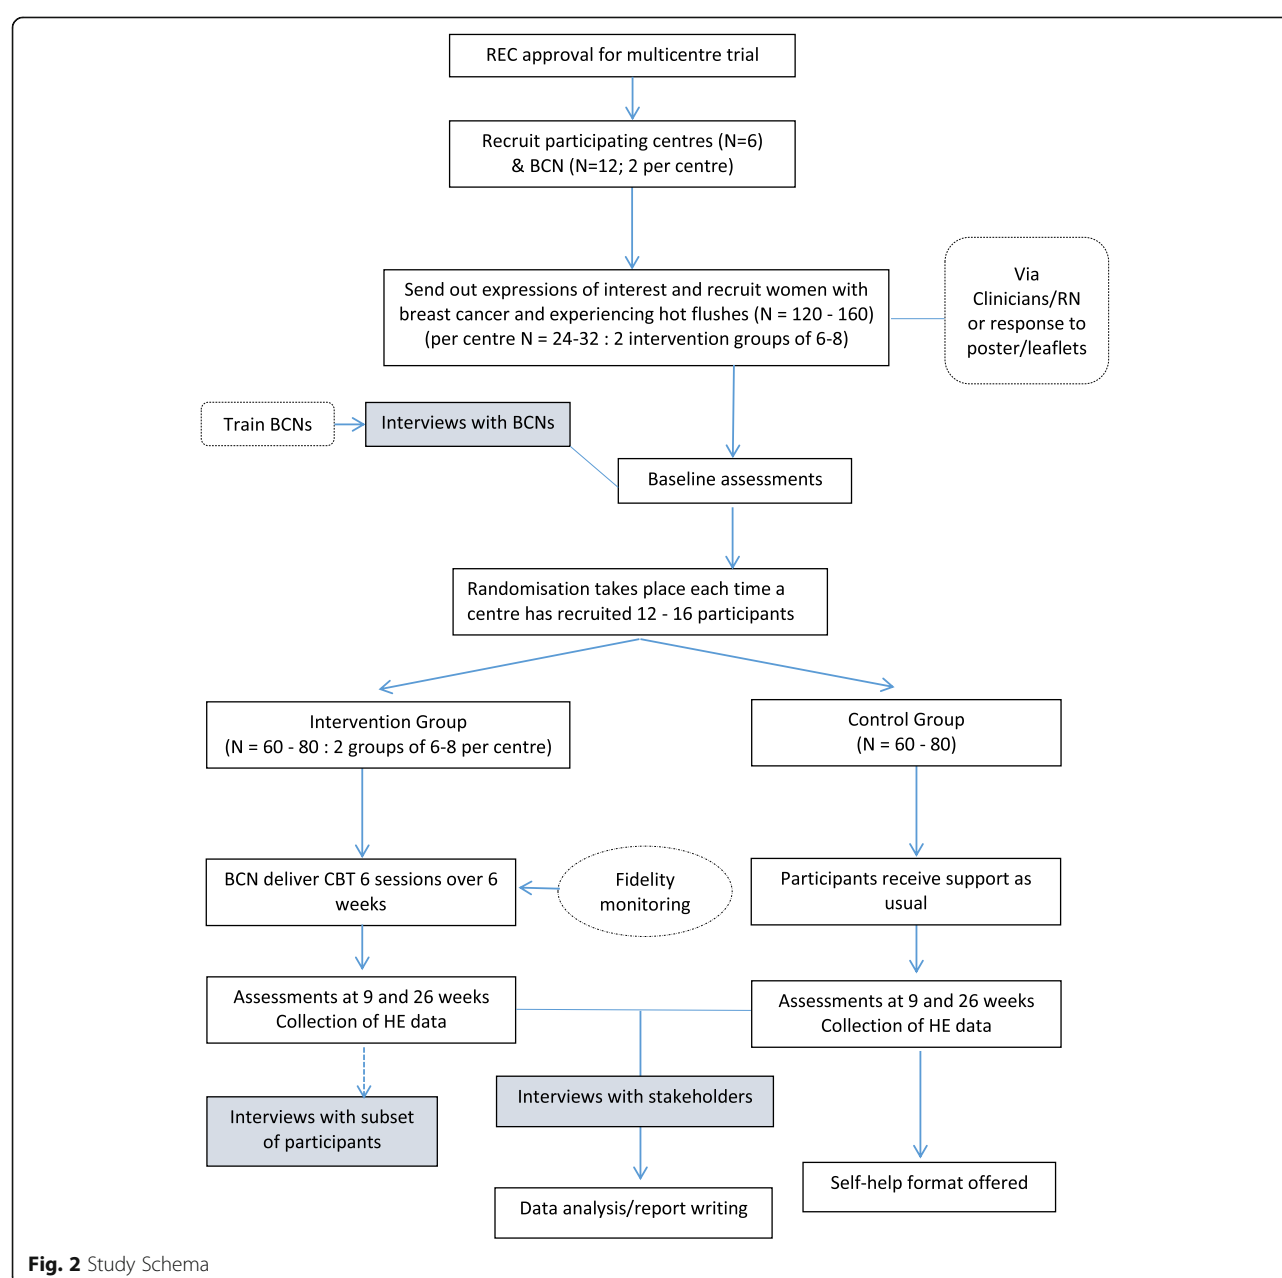 REC approval for multicentre trial
Recruit participating centres (N=6)
& BCN (N=12; 2 per centre)
Send out expressions of interest and recruit women with
breast cancer and experiencing hot flushes (N = 120 - 160)
(per centre N = 24-32 : 2 intervention groups of 6-8)
Via
Clinicians/RN
or response to
poster/leaflets
Train BCNs
Interviews with BCNs
Baseline assessments
Randomisation takes place each time a
centre has recruited 12 - 16 participants
Intervention Group
(N = 60 - 80 : 2 groups of 6-8 per centre)
Control Group
(N = 60 - 80)
BCN deliver CBT 6 sessions over 6
weeks
Fidelity
monitoring
Participants receive support as
usual
Assessments at 9 and 26 weeks
Collection of HE data
Assessments at 9 and 26 weeks
Collection of HE data
Interviews with subset
of participants
Interviews with stakeholders
Self-help format offered
Data analysis/report writing
Fig. 2 Study Schema